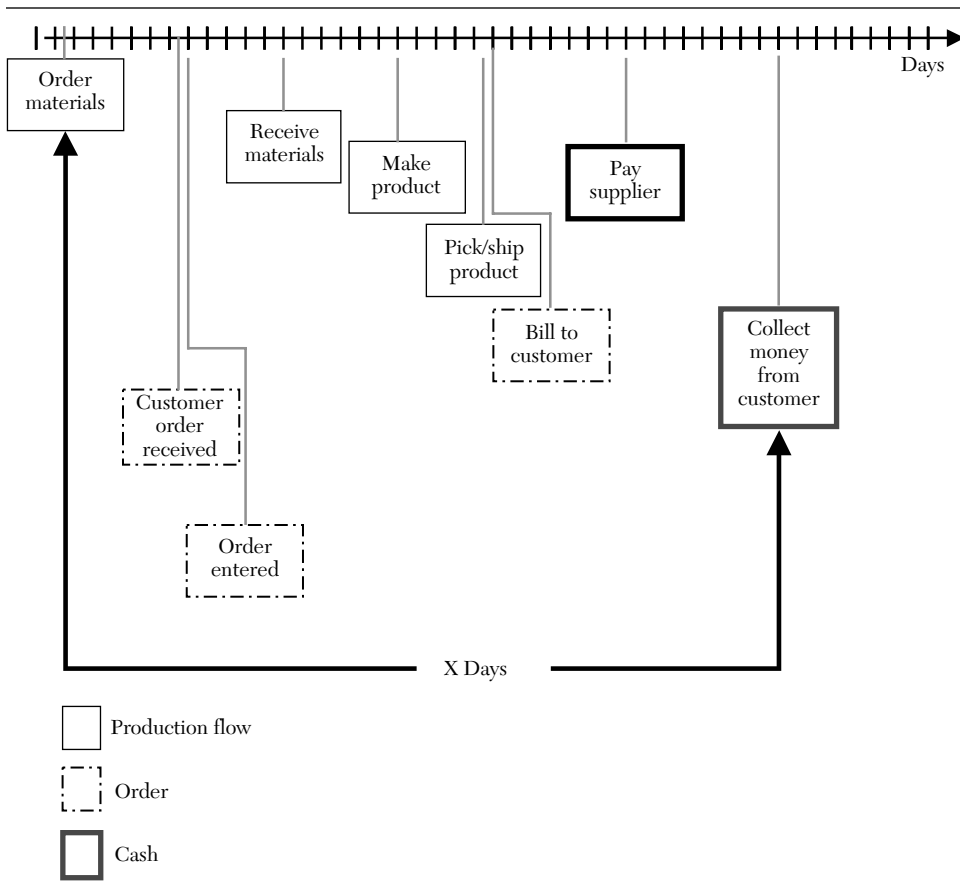 Days
Order
materials
Receive
materials
Make
product
Pay
supplier
Pick/ship
product
Bill to
customer
Collect
money
from
customer
Customer
order
received
Order
entered
X Days
Production flow
Order
Cash